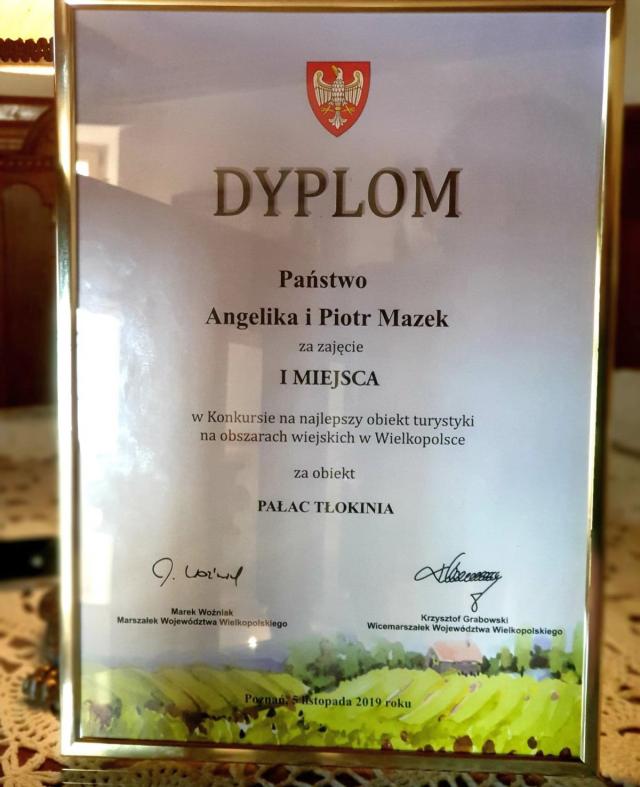 DYPLOM
Państwo
Angelika i Piotr Mazek
za zajęcie
I MIEJSCA
w Konkursie na najlepszy obiekt turystyki
na obszarach wiejskich w Wielkopolsce
za obiekt
PAŁAC TŁOKINIA
Marek Woźniak
Marszałek Województwa Wielkopolskiego
Krzysztof Grabowski
Wicemarszałek Województwa Wielkopolskiego
Poznań, 5 listopada 2019 roku